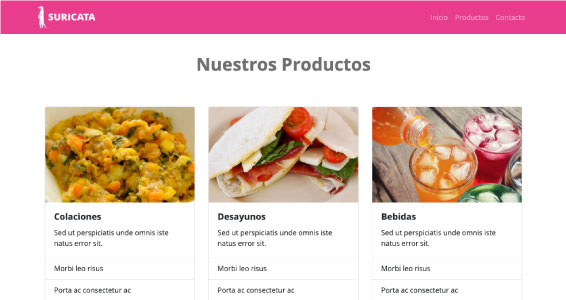 SURICATA
Inicio Productos Contacto
Nuestros Productos
Colaciones
Sed ut perspiciatis unde omnis iste
natus error sit.
Morbi leo risus
Porta ac consectetur ac
Desayunos
Sed ut perspiciatis unde omnis iste
natus error sit.
Morbi leo risus
Porta ac consectetur ac
Bebidas
Sed ut perspiciatis unde omnis iste
natus error sit.
Morbi leo risus
Porta ac consectetur ac